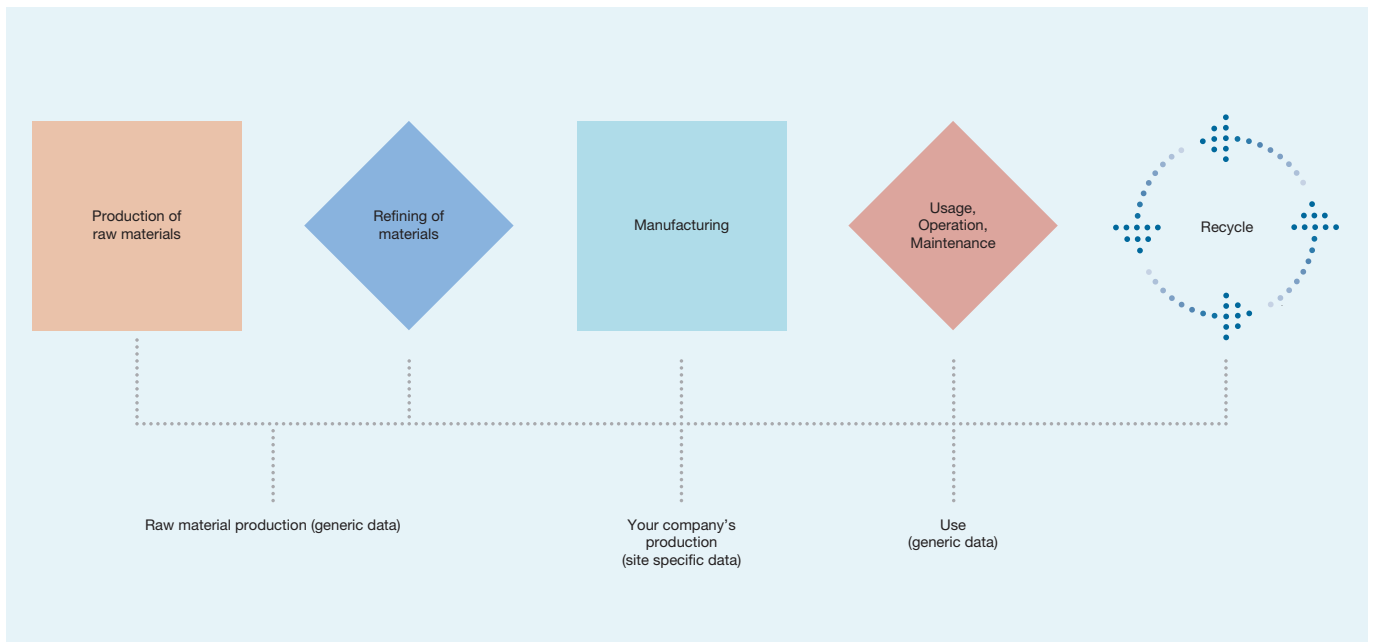 Production of
raw materials
Refining of
materials
Manufacturing
Usage,
Operation,
Maintenance
Recycle
Raw material production (generic data)
Your company’s
production
(site specific data)
Use
(generic data)